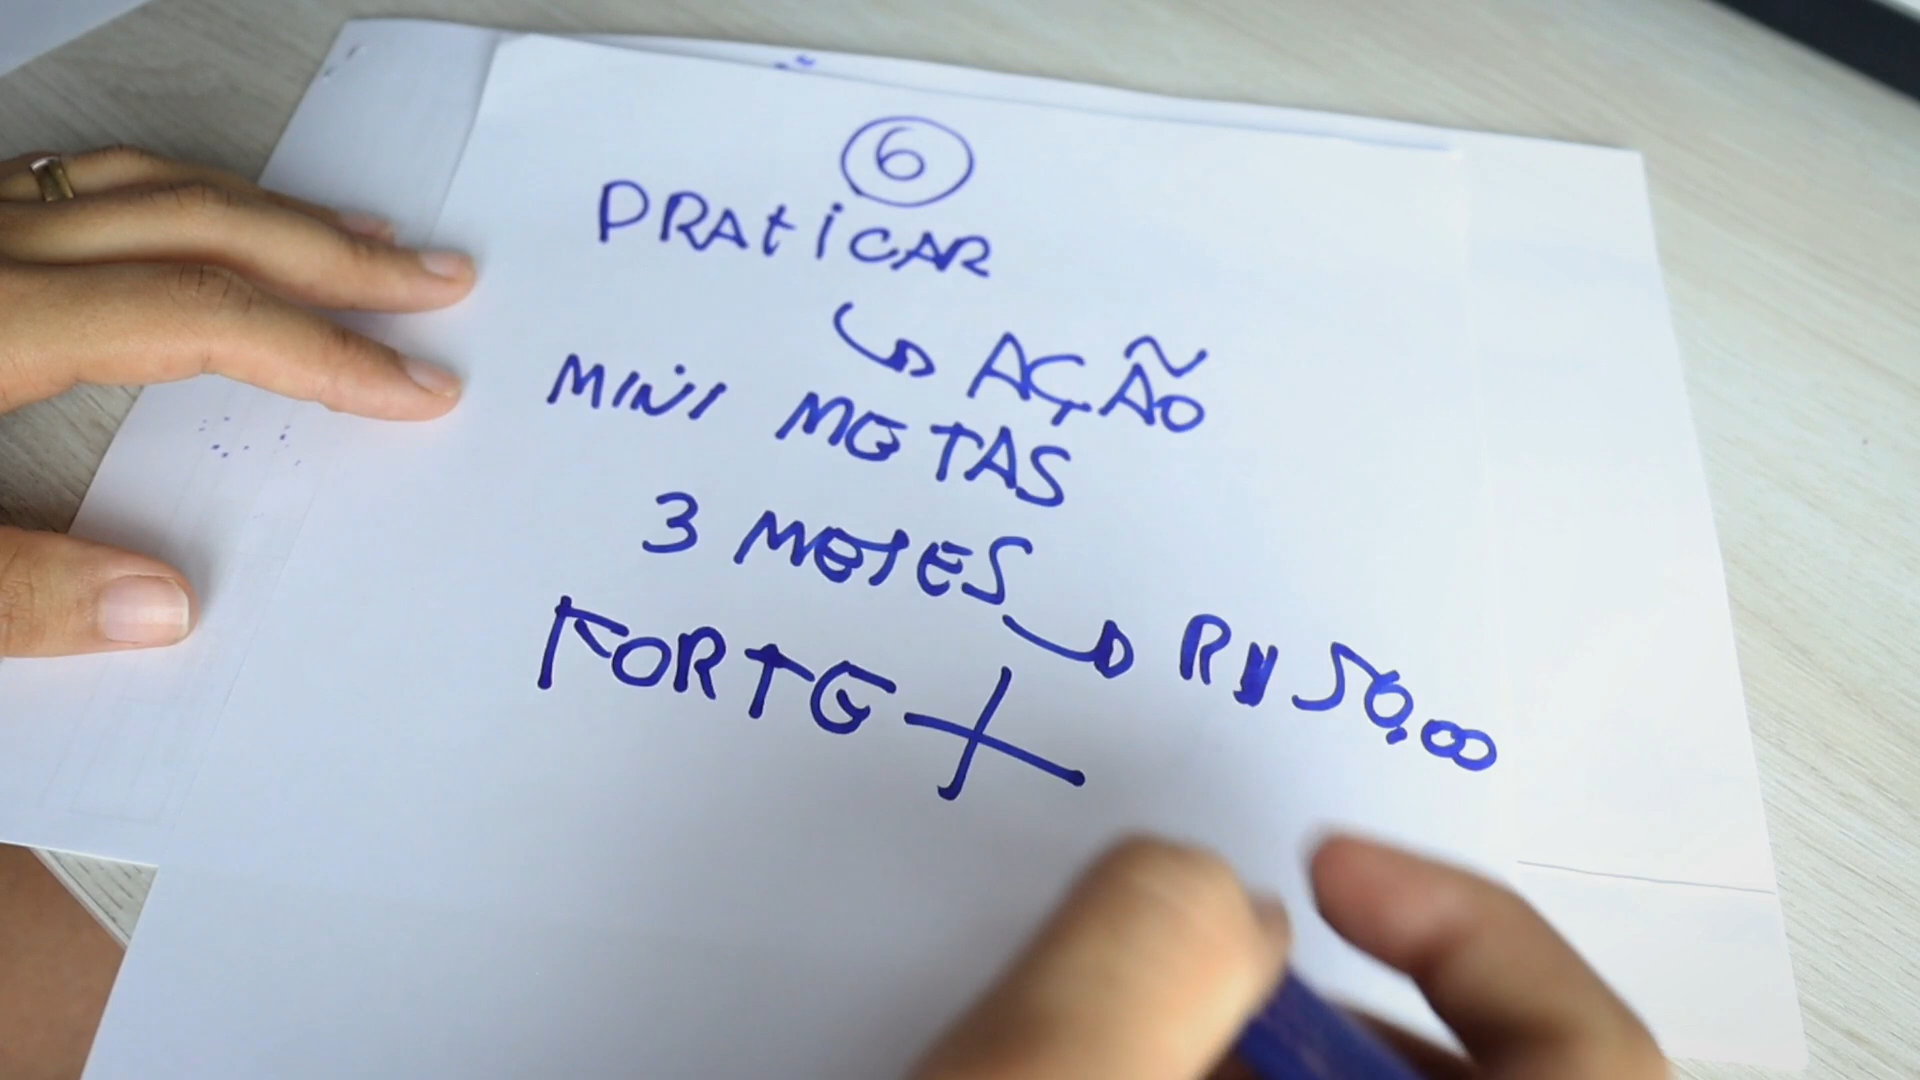 6
PRATICAR
↳ AÇÃO
MINI METAS
3 MESES
→ R$ 50,00
FORTE +